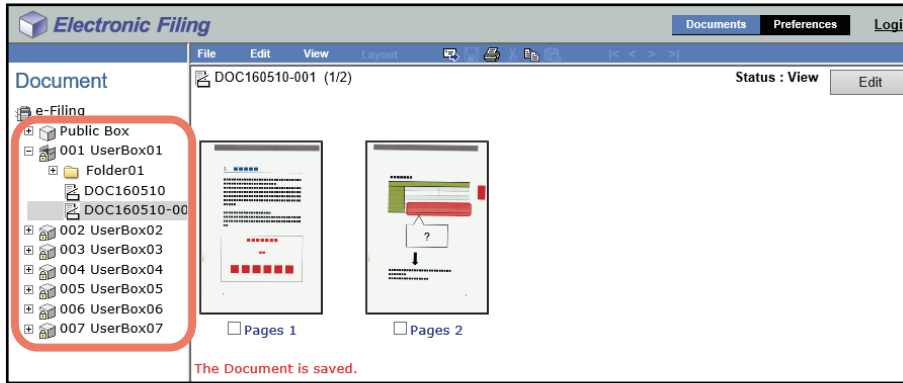 Electronic Filing
Documents Preferences Logi
File Edit View Layout |< < > >|
Document
DOC160510-001 (1/2)
Status : View
Edit
e-Filing
Public Box
001 UserBox01
Folder01
DOC160510
DOC160510-00
002 UserBox02
003 UserBox03
004 UserBox04
005 UserBox05
006 UserBox06
007 UserBox07
1.
?
Pages 1
Pages 2
The Document is saved.